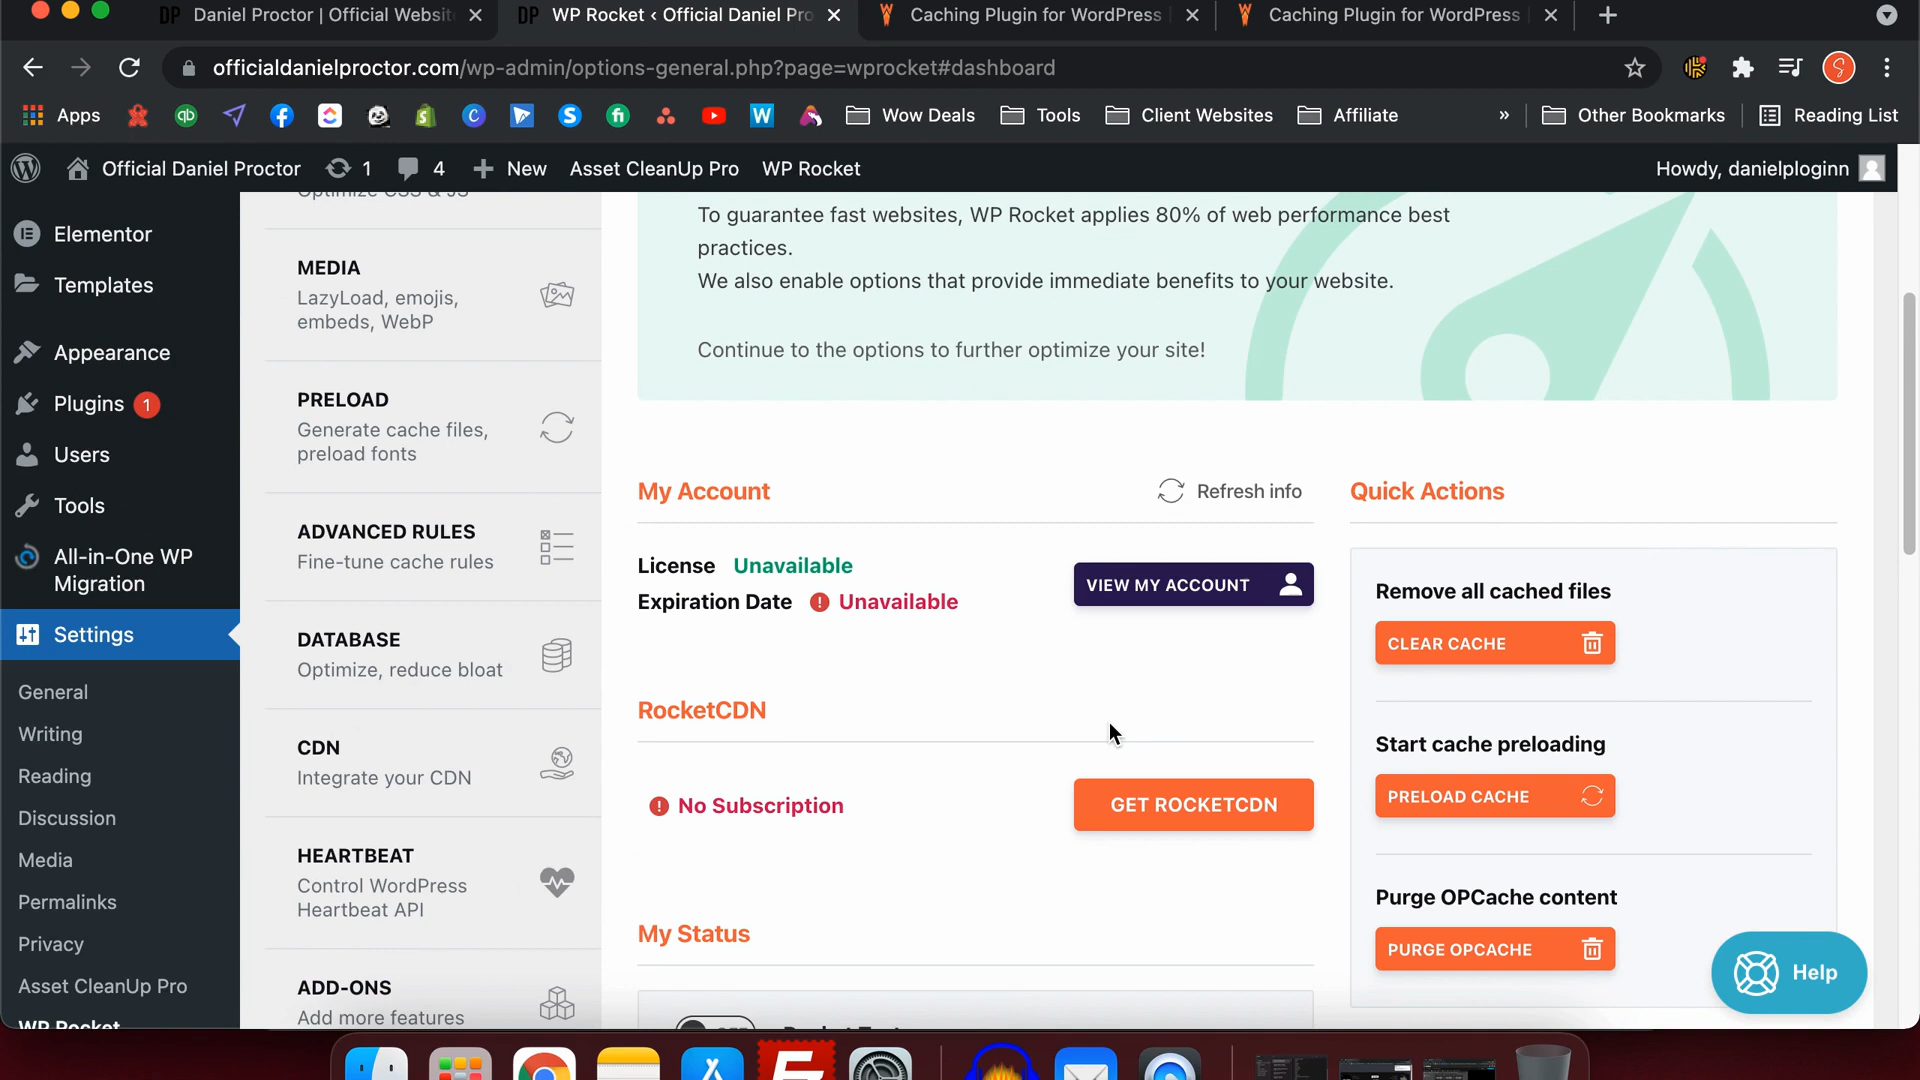 Daniel Proctor | Official Websit
WP Rocket ‹ Official Daniel Pro
Caching Plugin for WordPress
Caching Plugin for WordPress
officialdanielproctor.com/wp-admin/options-general.php?page=wprocket#dashboard
Apps
Wow Deals
Tools
Client Websites
Affiliate
»
Other Bookmarks
Reading List
Official Daniel Proctor
1
4
New
Asset CleanUp Pro
WP Rocket
Howdy, danielploginn
Elementor
Templates
Appearance
Plugins 1
Users
Tools
All-in-One WP
Migration
Settings
General
Writing
Reading
Discussion
Media
Permalinks
Privacy
Asset CleanUp Pro
WP Rocket
Optimize CSS & JS
MEDIA
LazyLoad, emojis,
embeds, WebP
PRELOAD
Generate cache files,
preload fonts
ADVANCED RULES
Fine-tune cache rules
DATABASE
Optimize, reduce bloat
CDN
Integrate your CDN
HEARTBEAT
Control WordPress
Heartbeat API
ADD-ONS
Add more features
To guarantee fast websites, WP Rocket applies 80% of web performance best
practices.
We also enable options that provide immediate benefits to your website.
Continue to the options to further optimize your site!
My Account
Refresh info
License Unavailable
Expiration Date Unavailable
VIEW MY ACCOUNT
RocketCDN
No Subscription
GET ROCKETCDN
My Status
Quick Actions
Remove all cached files
CLEAR CACHE
Start cache preloading
PRELOAD CACHE
Purge OPCache content
PURGE OPCACHE
Help